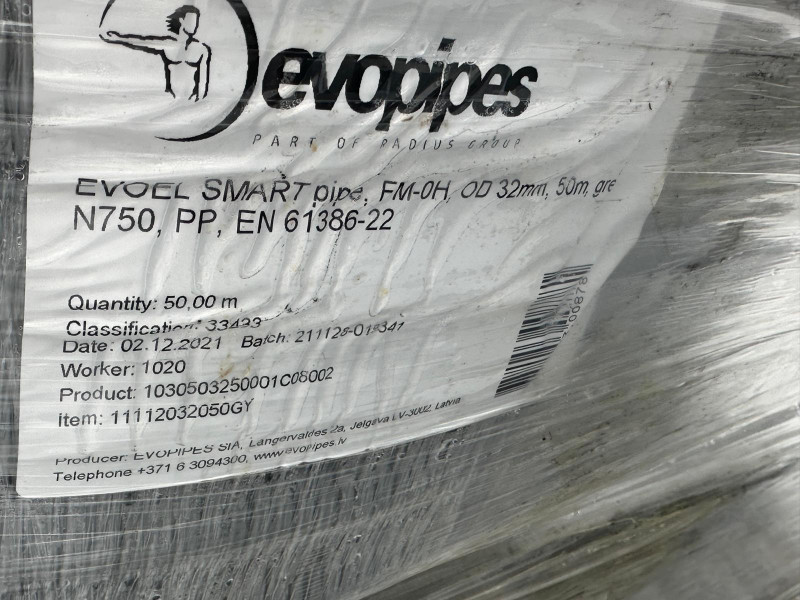 evopipes
PART OF RADIUS GROUP
EVOEL SMART pipe, FM-0H, OD 32mm, 50m, gre
N750, PP, EN 61386-22
Quantity: 50,00 m
Classification: 33433
Date: 02.12.2021 Batch:
Worker: 1020
Product: 1030503250001C08002
Item: 11112032050GY
Producer: EVOPIPES SIA, Langervaldes 2a, Jelgava LV-3002, Latvia
Telephone +371 6 3094300, www.evopipes.lv